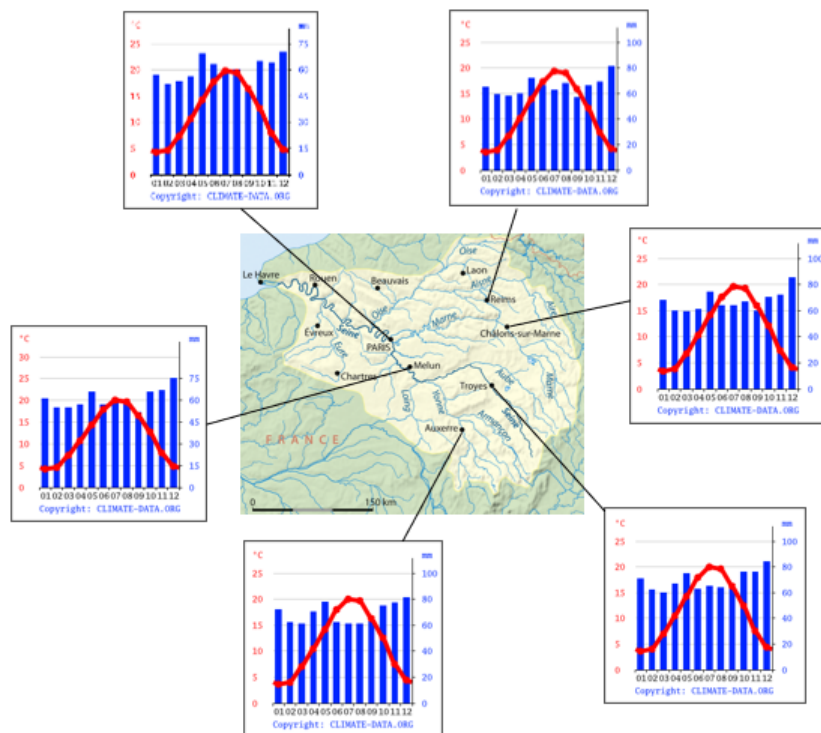 °C mm
25 75
20 60
15 45
10 30
5 15
0 0
01 02 03 04 05 06 07 08 09 10 11 12
Copyright: CLIMATE-DATA.ORG
°C mm
25 100
20 80
15 60
10 40
5 20
0 0
01 02 03 04 05 06 07 08 09 10 11 12
Copyright: CLIMATE-DATA.ORG
°C mm
25 100
20 80
15 60
10 40
5 20
0 0
01 02 03 04 05 06 07 08 09 10 11 12
Copyright: CLIMATE-DATA.ORG
Oise
Laon
Le Havre
Rouen
Beauvais
Aisne
Reims
Oise
Aire
Seine
Marne
Evreux
Châlons-sur-Marne
Eure
PARIS
Melun
Chartres
Troyes
Aube
Marne
Loing
Yonne
Seine
Armançon
Auxerre
FRANCE
0 150 km
°C mm
30
25 75
20 60
15 45
10 30
5 15
0 0
01 02 03 04 05 06 07 08 09 10 11 12
Copyright: CLIMATE-DATA.ORG
°C mm
25 100
20 80
15 60
10 40
5 20
0 0
01 02 03 04 05 06 07 08 09 10 11 12
Copyright: CLIMATE-DATA.ORG
°C mm
25 100
20 80
15 60
10 40
5 20
0 0
01 02 03 04 05 06 07 08 09 10 11 12
Copyright: CLIMATE-DATA.ORG